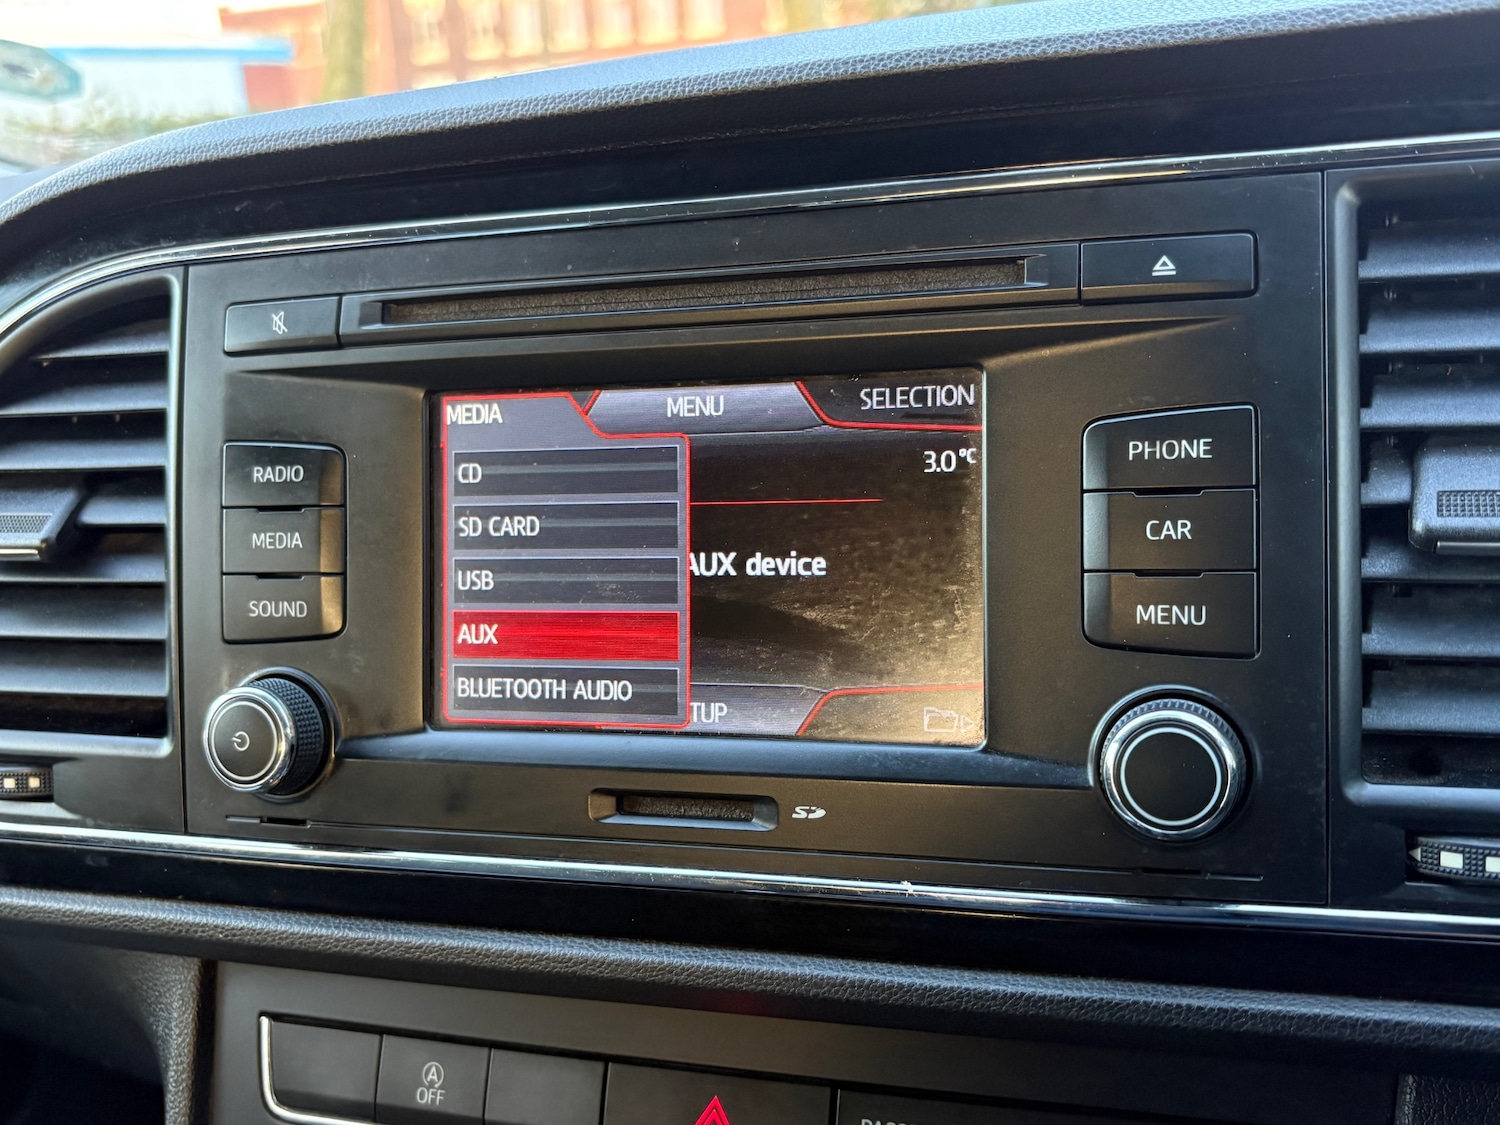 MEDIA
MENU
SELECTION
3.0°C
CD
SD CARD
USB
AUX
BLUETOOTH AUDIO
AUX device
TUP
RADIO
MEDIA
SOUND
PHONE
CAR
MENU
SD
A
OFF